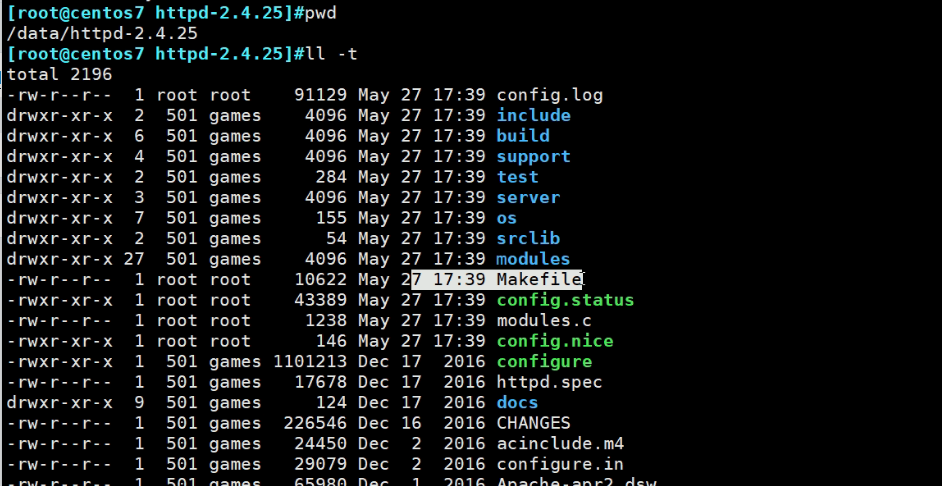 [root@centos7 httpd-2.4.25]#pwd
/data/httpd-2.4.25
[root@centos7 httpd-2.4.25]#ll -t
total 2196
-rw-r--r--  1 root root    91129 May 27 17:39 config.log
drwxr-xr-x  2  501 games    4096 May 27 17:39 include
drwxr-xr-x  6  501 games    4096 May 27 17:39 build
drwxr-xr-x  4  501 games    4096 May 27 17:39 support
drwxr-xr-x  2  501 games     284 May 27 17:39 test
drwxr-xr-x  3  501 games    4096 May 27 17:39 server
drwxr-xr-x  7  501 games     155 May 27 17:39 os
drwxr-xr-x  2  501 games      54 May 27 17:39 srclib
drwxr-xr-x 27  501 games    4096 May 27 17:39 modules
-rw-r--r--  1 root root    10622 May 27 17:39 Makefile
-rwxr-xr-x  1 root root    43389 May 27 17:39 config.status
-rw-r--r--  1 root root     1238 May 27 17:39 modules.c
-rwxr-xr-x  1 root root      146 May 27 17:39 config.nice
-rwxr-xr-x  1  501 games 1101213 Dec 17  2016 configure
-rw-r--r--  1  501 games   17678 Dec 17  2016 httpd.spec
drwxr-xr-x  9  501 games     124 Dec 17  2016 docs
-rw-r--r--  1  501 games  226546 Dec 16  2016 CHANGES
-rw-r--r--  1  501 games   24450 Dec  2  2016 acinclude.m4
-rw-r--r--  1  501 games   29079 Dec  2  2016 configure.in
-rw-r--r--  1  501 games   65980 Dec  1  2016 Apache-apr2.dsw